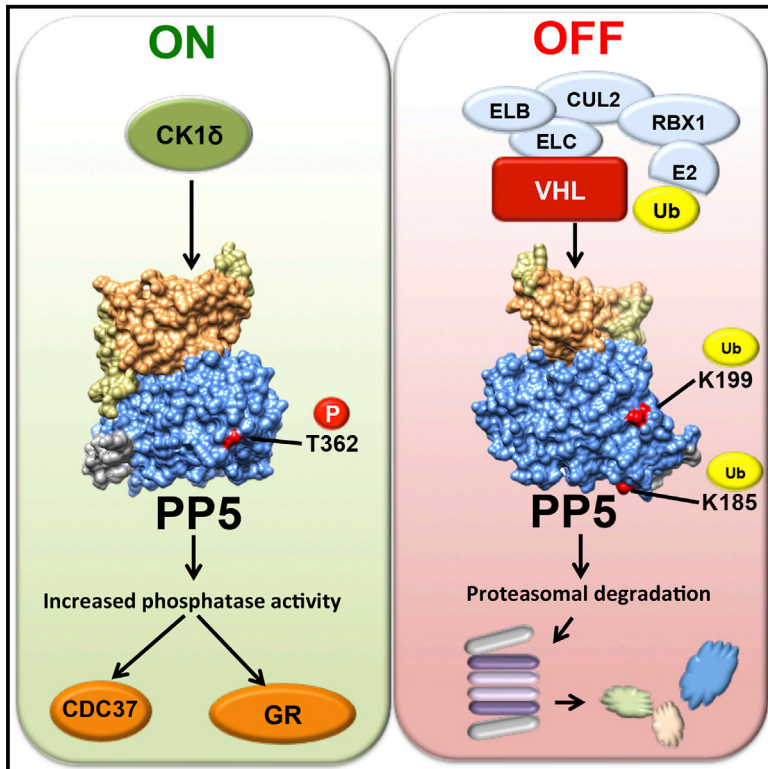 ON
CK1δ
P
T362
PP5
Increased phosphatase activity
CDC37
GR
OFF
ELB
CUL2
RBX1
ELC
E2
VHL
Ub
Ub
K199
Ub
K185
PP5
Proteasomal degradation